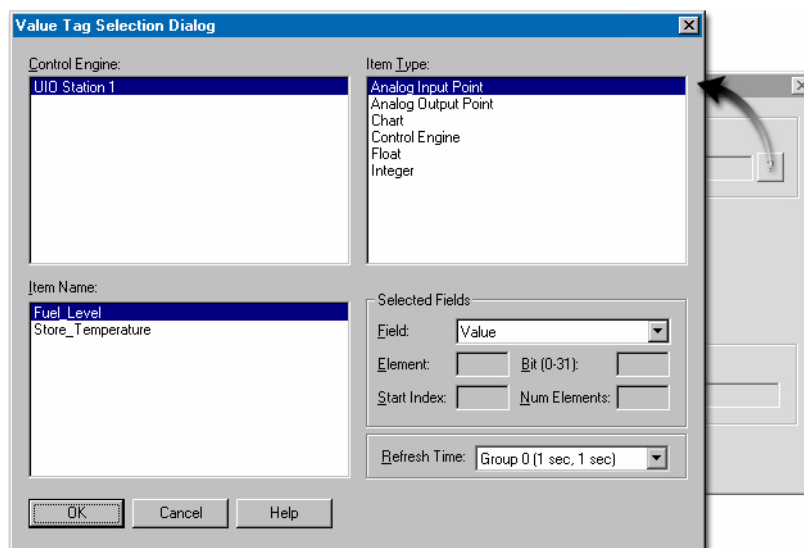 Value Tag Selection Dialog
Control Engine:
UIO Station 1
Item Type:
Analog Input Point
Analog Output Point
Chart
Control Engine
Float
Integer
?
Item Name:
Fuel_Level
Store_Temperature
Selected Fields
Field: Value
Element: Bit (0-31):
Start Index: Num Elements:
Refresh Time: Group 0 (1 sec, 1 sec)
OK Cancel Help